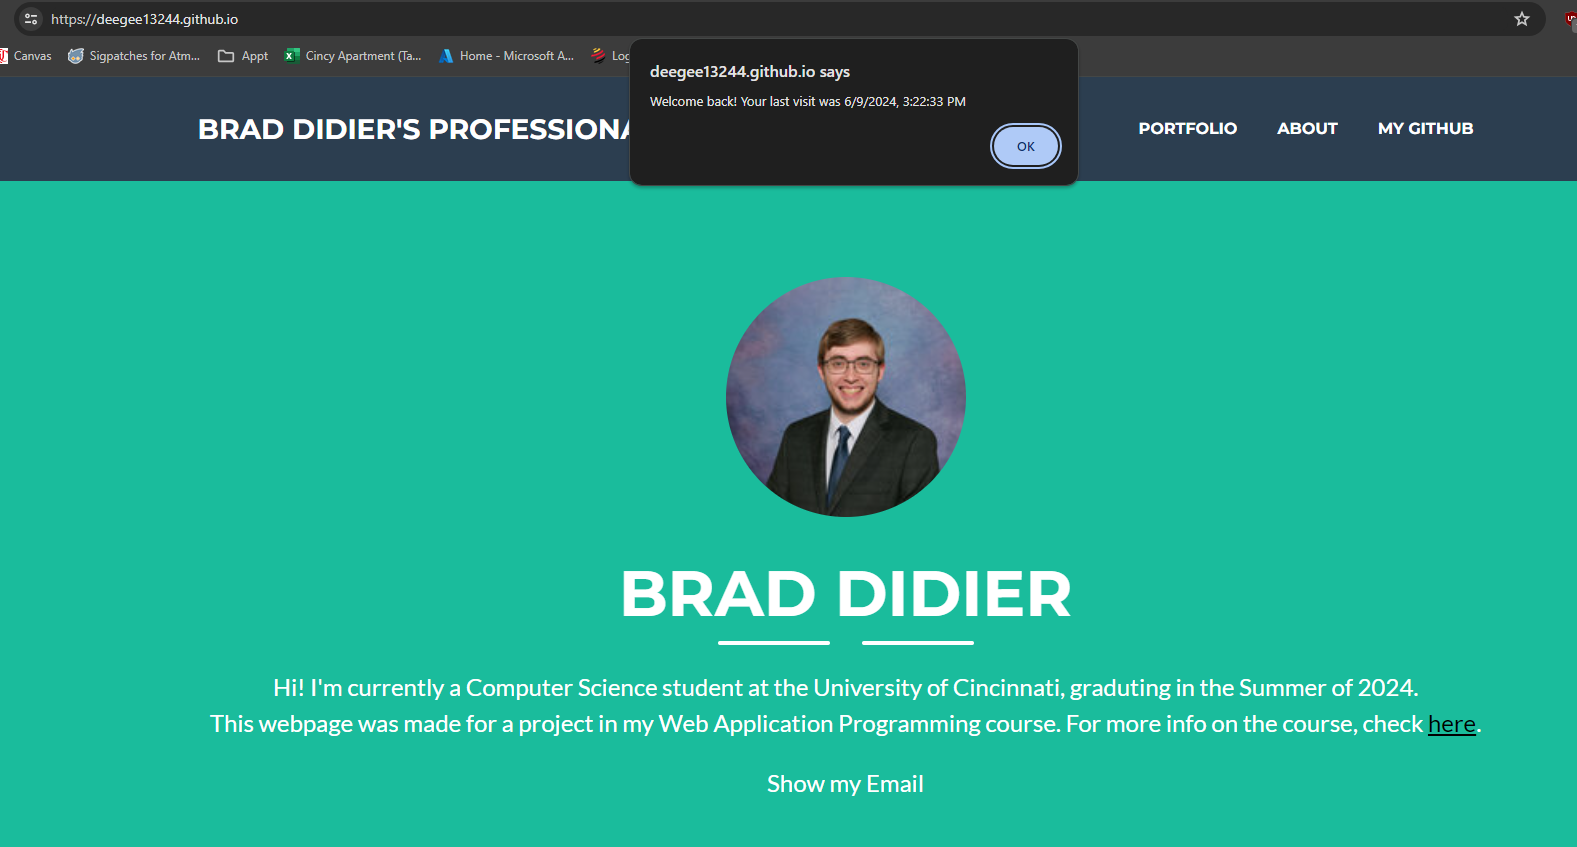 https://deegee13244.github.io
Canvas
Sigpatches for Atm...
Appt
Cincy Apartment (Ta...
Home - Microsoft A...
deegee13244.github.io says
Welcome back! Your last visit was 6/9/2024, 3:22:33 PM
OK
BRAD DIDIER'S
PORTFOLIO
ABOUT
MY GITHUB
BRAD DIDIER
Hi! I'm currently a Computer Science student at the University of Cincinnati, graduting in the Summer of 2024.
This webpage was made for a project in my Web Application Programming course. For more info on the course, check here.
Show my Email